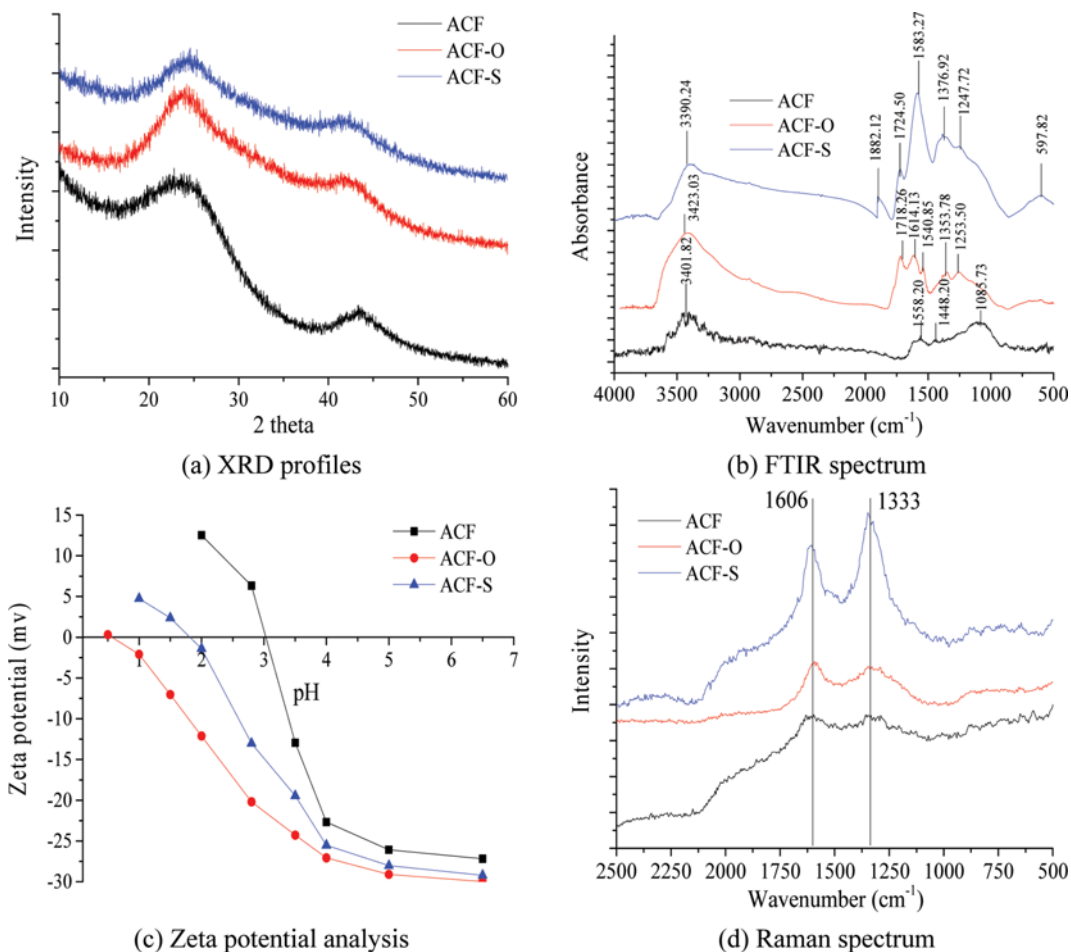 ACF
ACF-O
ACF-S
Intensity
10 20 30 40 50 60
2 theta
(a) XRD profiles
ACF
ACF-O
ACF-S
3390.24
1882.12
1724.50
1583.27
1376.92
1247.72
597.82
3423.03
1718.26
1614.13
1540.85
1353.78
1253.50
3401.82
1558.20
1448.20
1085.73
Absorbance
4000 3500 3000 2500 2000 1500 1000 500
Wavenumber (cm⁻¹)
(b) FTIR spectrum
15
10
5
0
-5
-10
-15
-20
-25
-30
Zeta potential (mv)
1 2 3 4 5 6 7
pH
ACF
ACF-O
ACF-S
(c) Zeta potential analysis
1606 1333
ACF
ACF-O
ACF-S
Intensity
2500 2250 2000 1750 1500 1250 1000 750 500
Wavenumber (cm⁻¹)
(d) Raman spectrum